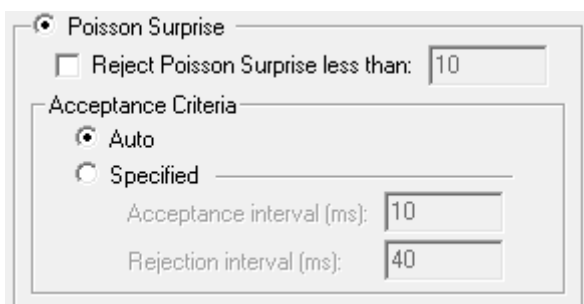 Poisson Surprise
Reject Poisson Surprise less than: 10
Acceptance Criteria
Auto
Specified
Acceptance interval (ms): 10
Rejection interval (ms): 40